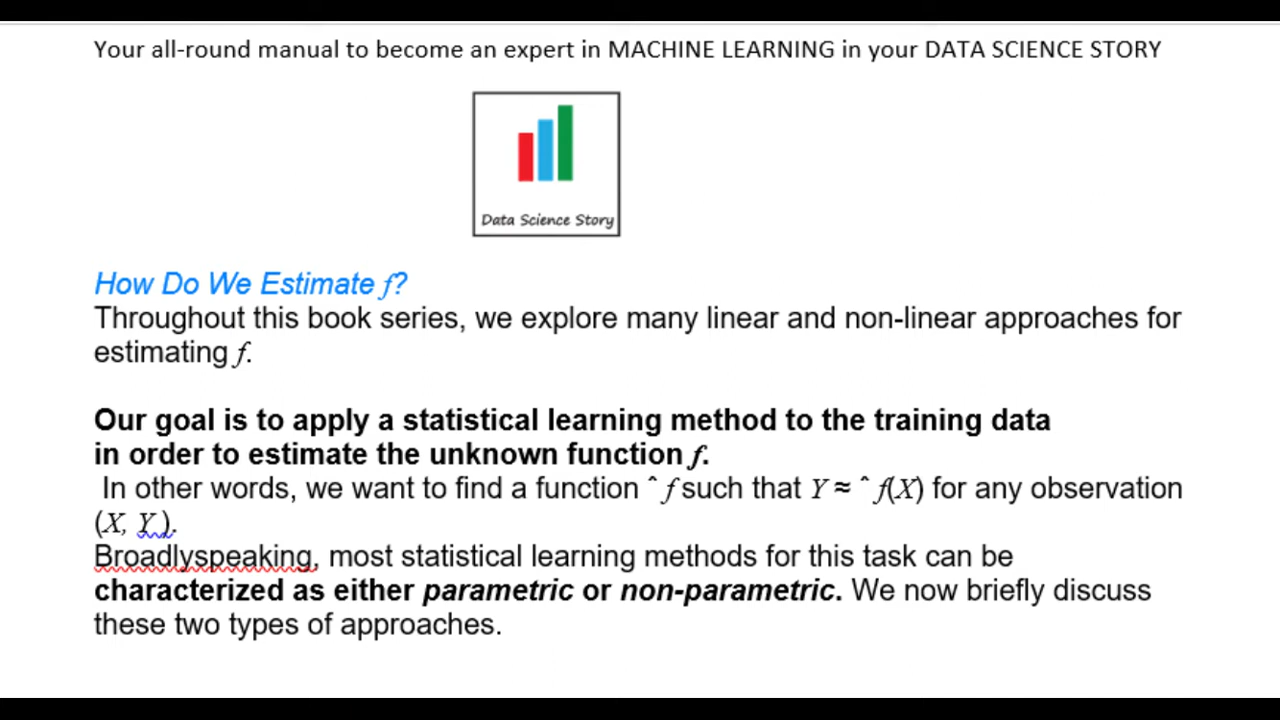 Your all-round manual to become an expert in MACHINE LEARNING in your DATA SCIENCE STORY
Data Science Story
How Do We Estimate f?
Throughout this book series, we explore many linear and non-linear approaches for
estimating f.
Our goal is to apply a statistical learning method to the training data
in order to estimate the unknown function f.
In other words, we want to find a function ˆ f such that Y ≈ ˆ f(X) for any observation
(X, Y ).
Broadlyspeaking, most statistical learning methods for this task can be
characterized as either parametric or non-parametric. We now briefly discuss
these two types of approaches.